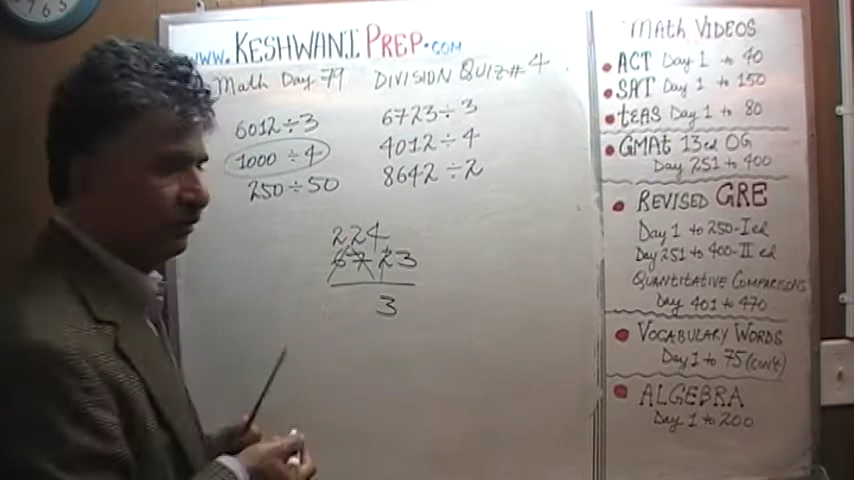 www.KESHWANIPREP.COM
Math Day 79 DIVISION QUIZ# 4
6012÷3
1000 ÷ 4
250÷50
6723÷3
4012 ÷ 4
8642 ÷2
224
6723
3
Math VIDEOS
ACT Day 1 to 40
SAT Day 1 to 150
tEAS Day 1 to 80
GMAt 13ed OG
Day 251 to 400
REVISED GRE
Day 1 to 250-I ed
Day 251 to 400-II ed
QUANTITATIVE COMPARISONS
Day 401 to 470
VOCABULARY WORDS
Day 1 to 75 (con't)
ALGEBRA
Day 1 to 200